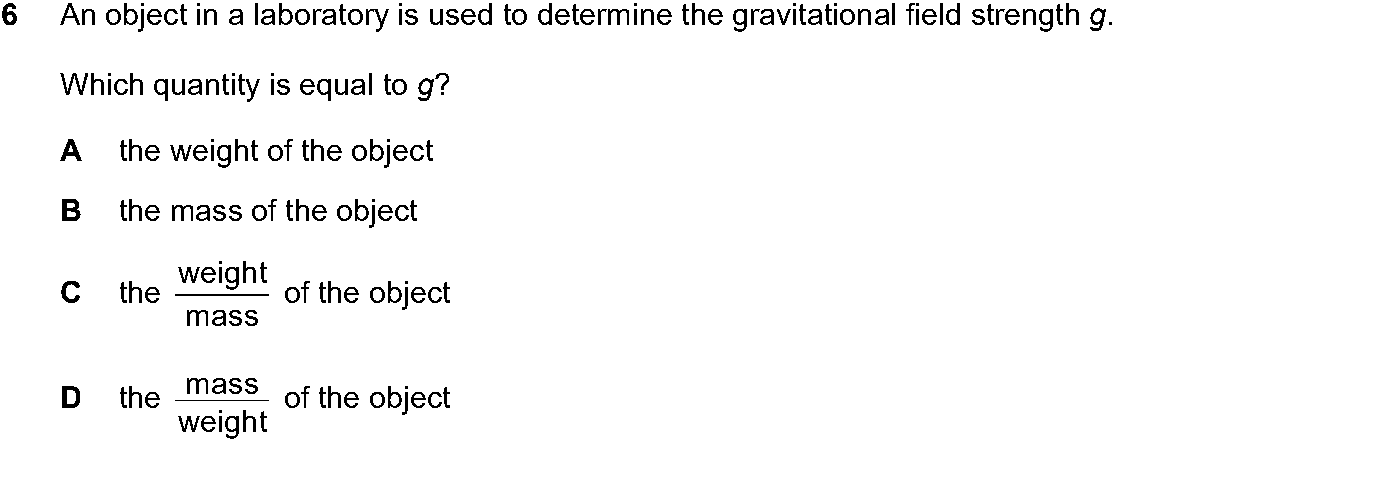 6 An object in a laboratory is used to determine the gravitational field strength g.
Which quantity is equal to g?
A the weight of the object
B the mass of the object
C the weight/mass of the object
D the mass/weight of the object